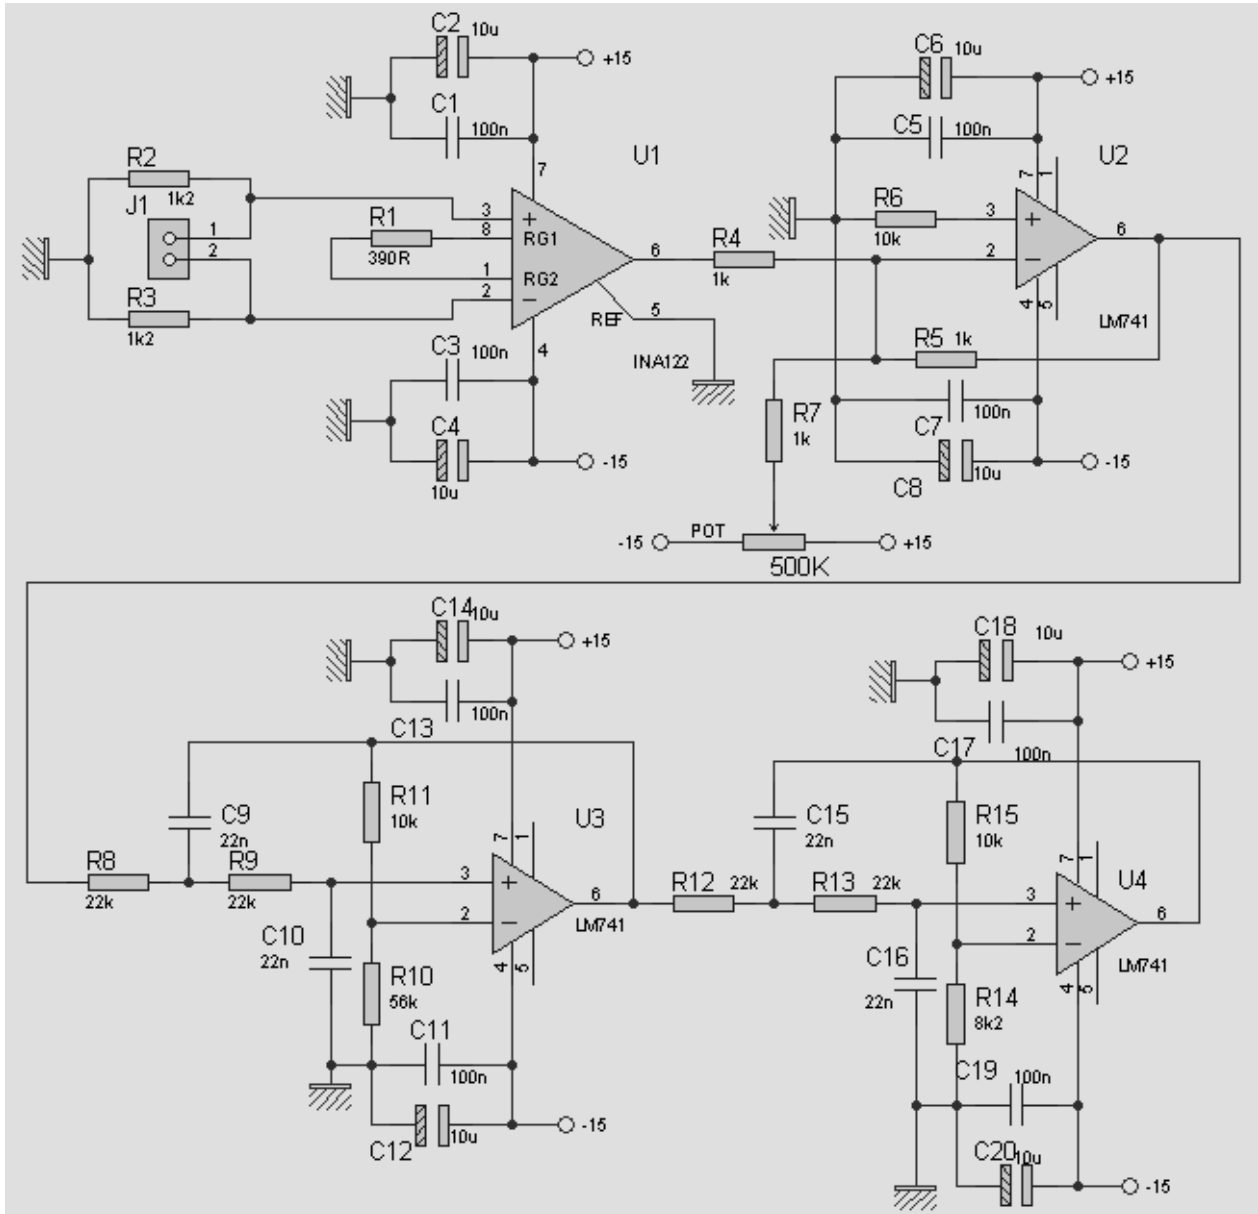 C2 10u
+15
C1
100n
7
U1
R2
1k2
J1
1
2
R3
1k2
R1
390R
3 +
8 RG1
1 RG2
2 −
6
REF
5
4
INA122
C3
100n
C4
10u
-15
R4
1k
C6 10u
+15
C5 100n
7 1
U2
R6
10k
3 +
2 −
6
4 5
LM741
R5 1k
R7
1k
100n
C7
C8
10u
-15
-15 POT +15
500K
C14 10u
+15
100n
C13
C9
22n
R11
10k
7 1
U3
R8
22k
R9
22k
3 +
2 −
6
LM741
4 5
C10
22n
R10
56k
C11
100n
C12
10u
-15
C18 10u
+15
C17
100n
C15
22n
R15
10k
7 1
U4
R12 22k
R13 22k
3 +
2 −
6
LM741
4 5
C16
22n
R14
8k2
C19 100n
C20 10u
-15